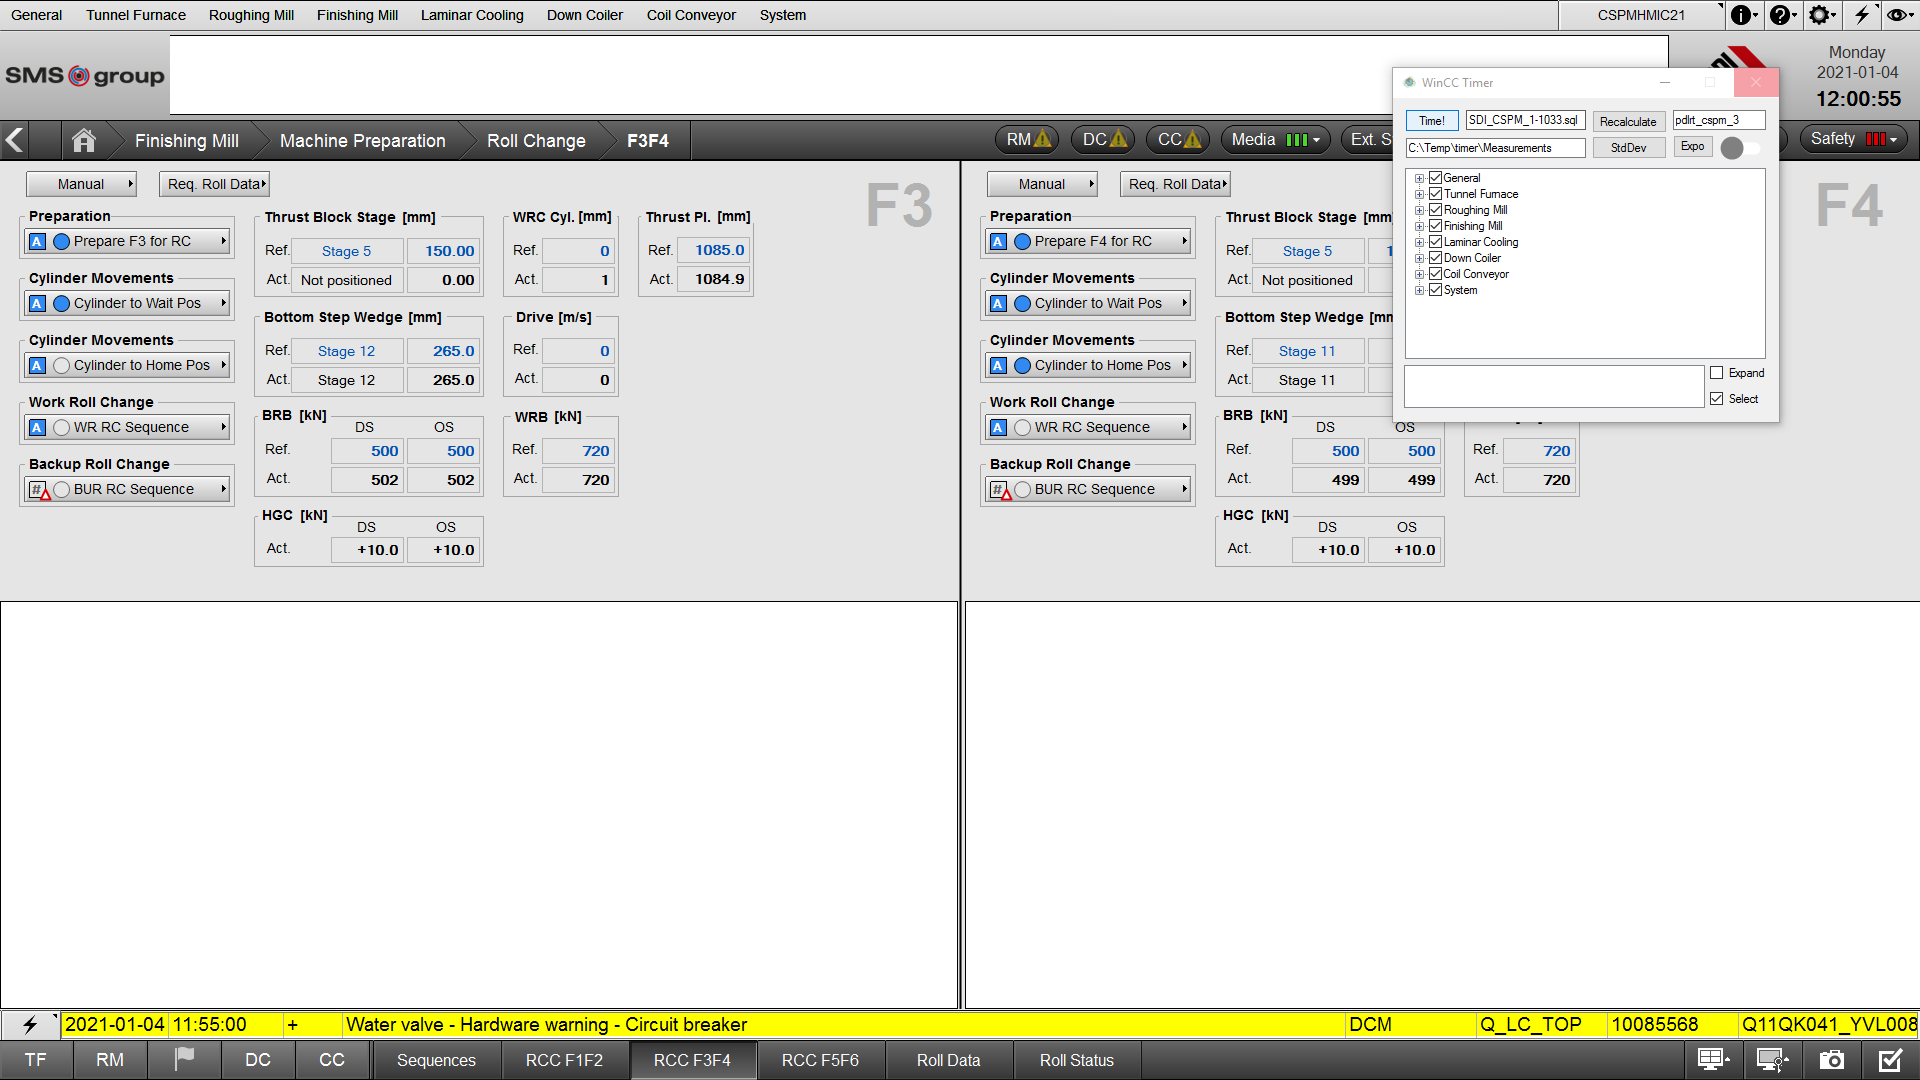 General Tunnel Furnace Roughing Mill Finishing Mill Laminar Cooling Down Coiler Coil Conveyor System CSPMHMIC21
SMS group
Monday
2021-01-04
12:00:55
Finishing Mill Machine Preparation Roll Change F3F4 RM DC CC Media Ext. S Safety
WinCC Timer
Time! SDI_CSPM_1-1033.sql Recalculate pdlrt_cspm_3
C:\Temp\timer\Measurements StdDev Expo
General
Tunnel Furnace
Roughing Mill
Finishing Mill
Laminar Cooling
Down Coiler
Coil Conveyor
System
Expand
Select
Manual Req. Roll Data F3
Preparation
A Prepare F3 for RC
Cylinder Movements
A Cylinder to Wait Pos
Cylinder Movements
A Cylinder to Home Pos
Work Roll Change
A WR RC Sequence
Backup Roll Change
# BUR RC Sequence
Thrust Block Stage [mm]
Ref. Stage 5 150.00
Act. Not positioned 0.00
WRC Cyl. [mm]
Ref. 0
Act. 1
Thrust Pl. [mm]
Ref. 1085.0
Act. 1084.9
Bottom Step Wedge [mm]
Ref. Stage 12 265.0
Act. Stage 12 265.0
Drive [m/s]
Ref. 0
Act. 0
BRB [kN]
DS OS
Ref. 500 500
Act. 502 502
WRB [kN]
Ref. 720
Act. 720
HGC [kN]
DS OS
Act. +10.0 +10.0
Manual Req. Roll Data F4
Preparation
A Prepare F4 for RC
Cylinder Movements
A Cylinder to Wait Pos
Cylinder Movements
A Cylinder to Home Pos
Work Roll Change
A WR RC Sequence
Backup Roll Change
# BUR RC Sequence
Thrust Block Stage [mm
Ref. Stage 5 1
Act. Not positioned
Bottom Step Wedge [mm
Ref. Stage 11
Act. Stage 11
BRB [kN]
DS OS
Ref. 500 500
Act. 499 499
Ref. 720
Act. 720
HGC [kN]
DS OS
Act. +10.0 +10.0
2021-01-04 11:55:00 + Water valve - Hardware warning - Circuit breaker DCM Q_LC_TOP 10085568 Q11QK041_YVL008
TF RM DC CC Sequences RCC F1F2 RCC F3F4 RCC F5F6 Roll Data Roll Status